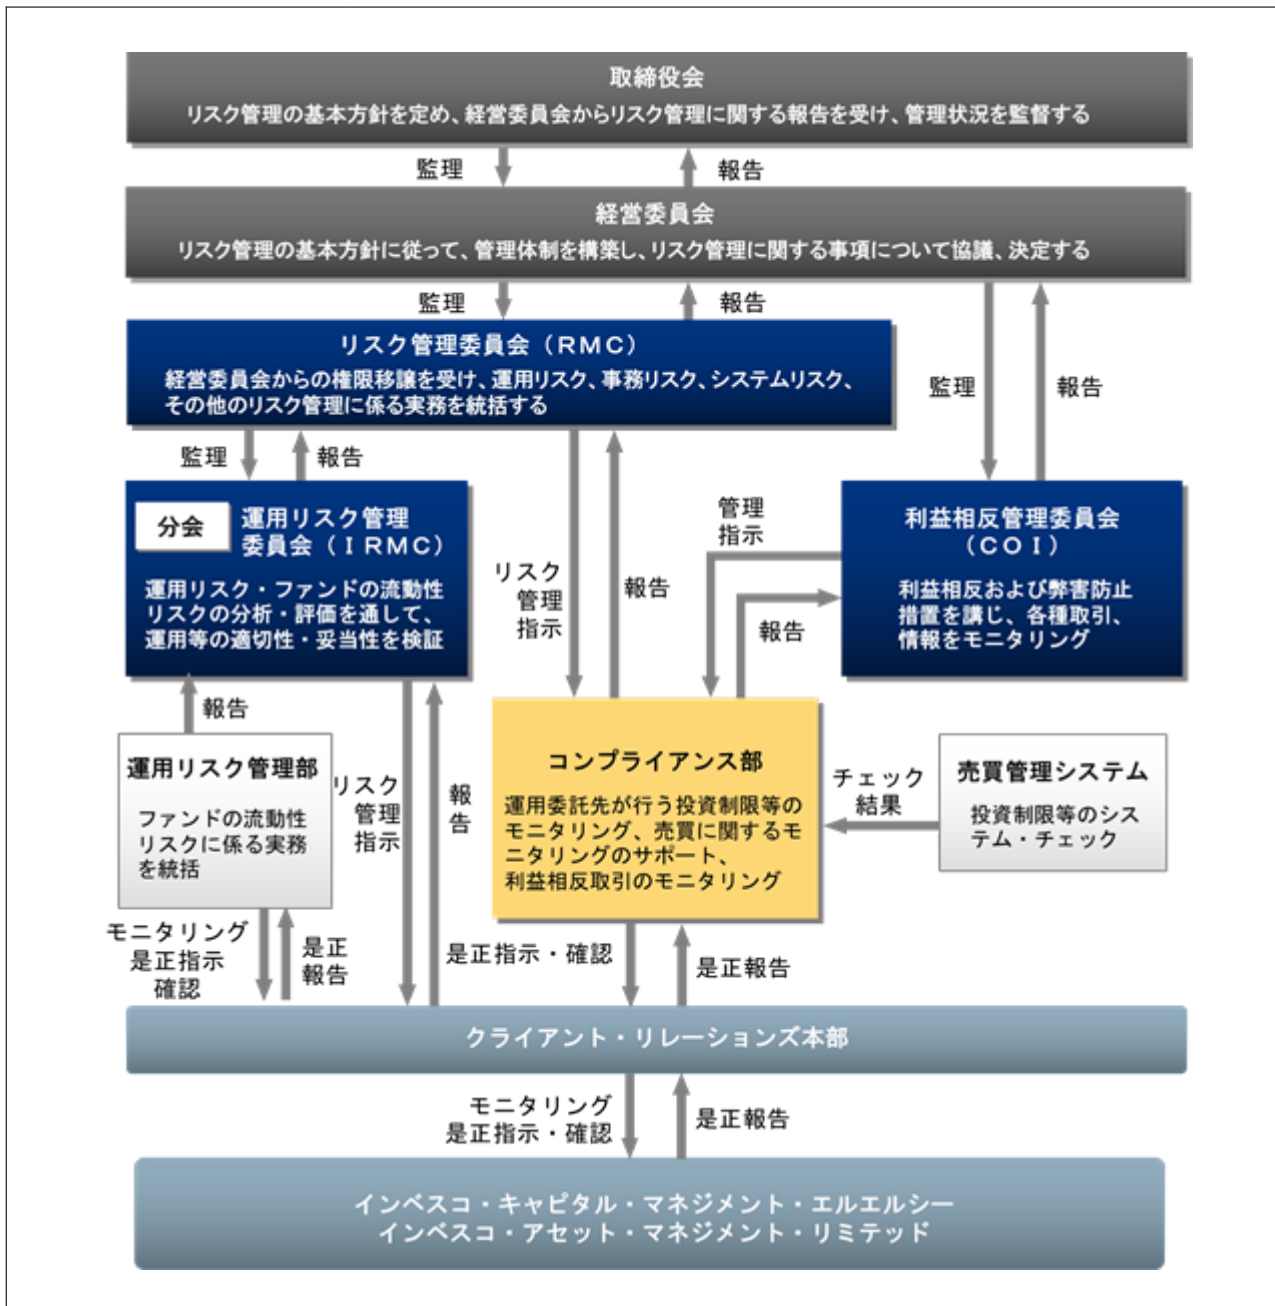 取締役会
リスク管理の基本方針を定め、経営委員会からリスク管理に関する報告を受け、管理状況を監督する
監理
報告
経営委員会
リスク管理の基本方針に従って、管理体制を構築し、リスク管理に関する事項について協議、決定する
監理
報告
リスク管理委員会（ＲＭＣ）
経営委員会からの権限移譲を受け、運用リスク、事務リスク、システムリスク、
その他のリスク管理に係る実務を統括する
監理
報告
監理
報告
分会
運用リスク管理
委員会（ＩＲＭＣ）
運用リスク・ファンドの流動性
リスクの分析・評価を通して、
運用等の適切性・妥当性を検証
リスク
管理
指示
報告
管理
指示
報告
利益相反管理委員会
（ＣＯＩ）
利益相反および弊害防止
措置を講じ、各種取引、
情報をモニタリング
報告
運用リスク管理部
ファンドの流動性
リスクに係る実務
を統括
リスク
管理
指示
報
告
コンプライアンス部
運用委託先が行う投資制限等の
モニタリング、売買に関するモ
ニタリングのサポート、
利益相反取引のモニタリング
チェック
結果
売買管理システム
投資制限等のシス
テム・チェック
モニタリング
是正指示
確認
是正
報告
是正指示・確認
是正報告
クライアント・リレーションズ本部
モニタリング
是正指示・確認
是正報告
インベスコ・キャピタル・マネジメント・エルエルシー
インベスコ・アセット・マネジメント・リミテッド